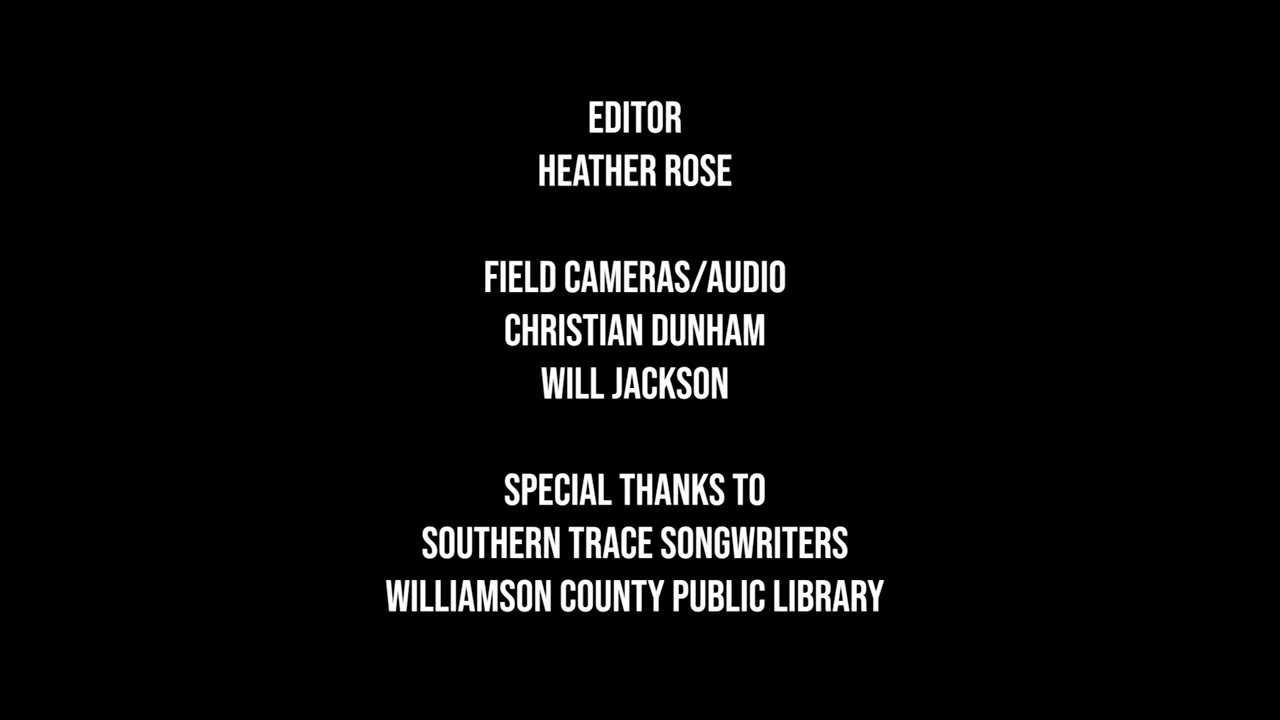 EDITOR
HEATHER ROSE
FIELD CAMERAS/AUDIO
CHRISTIAN DUNHAM
WILL JACKSON
SPECIAL THANKS TO
SOUTHERN TRACE SONGWRITERS
WILLIAMSON COUNTY PUBLIC LIBRARY